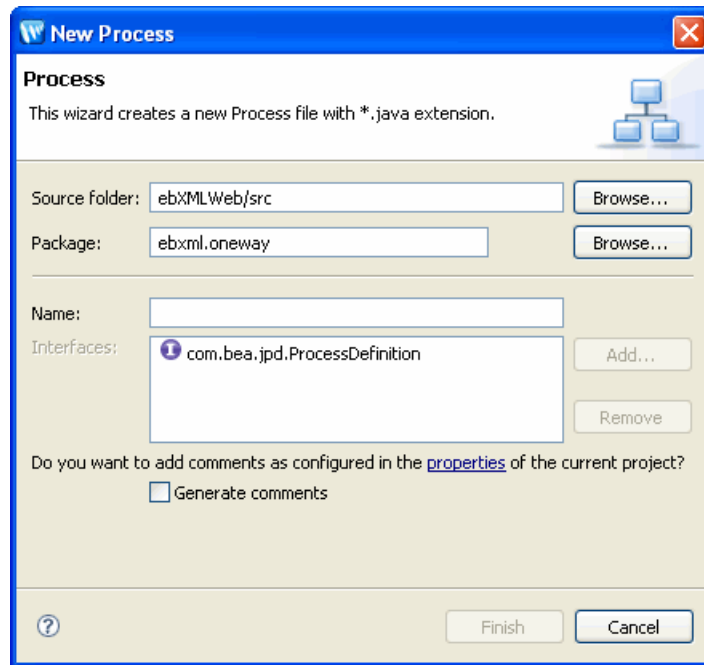 New Process
Process
This wizard creates a new Process file with *.java extension.
Source folder: ebXMLWeb/src Browse...
Package: ebxml.oneway Browse...
Name:
Interfaces: com.bea.jpd.ProcessDefinition Add...
Remove
Do you want to add comments as configured in the properties of the current project?
Generate comments
Finish Cancel